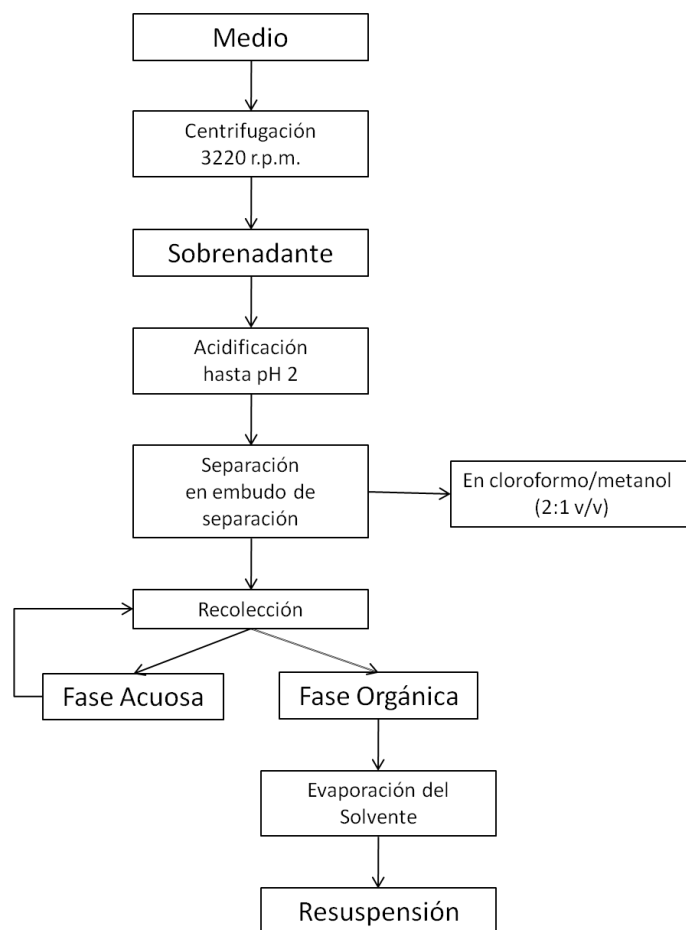 Medio
Centrifugación
3220 r.p.m.
Sobrenadante
Acidificación
hasta pH 2
Separación
en embudo de
separación
En cloroformo/metanol
(2:1 v/v)
Recolección
Fase Acuosa
Fase Orgánica
Evaporación del
Solvente
Resuspensión